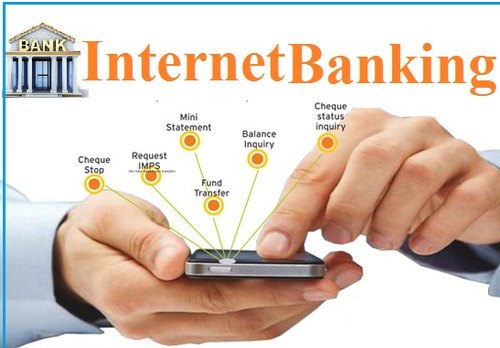 BANK
InternetBanking
Cheque
status
inquiry
Mini
Statement
Balance
Inquiry
Request
IMPS
Cheque
Stop
Fund
Transfer